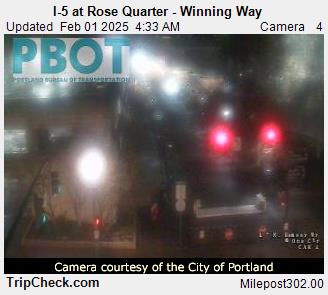 I-5 at Rose Quarter - Winning Way
Updated Feb 01 2025 4:33 AM Camera 4
PBOT
PORTLAND BUREAU OF TRANSPORTATION
Camera courtesy of the City of Portland
TripCheck.com Milepost302.00